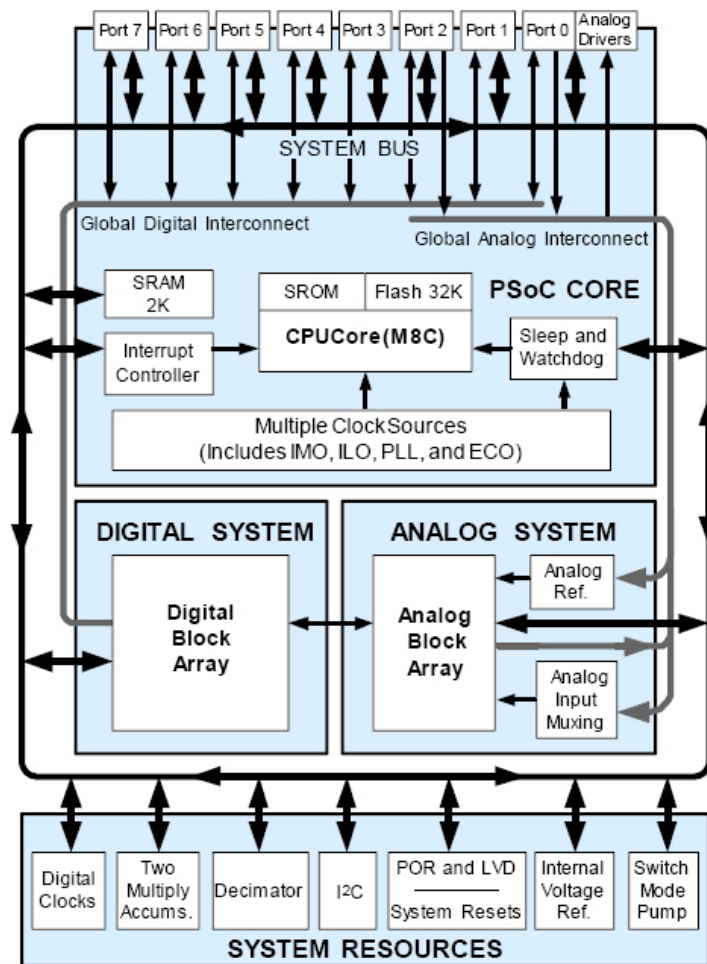 Port 7 Port 6 Port 5 Port 4 Port 3 Port 2 Port 1 Port 0 Analog
Drivers
SYSTEM BUS
Global Digital Interconnect
Global Analog Interconnect
SRAM
2K
SROM Flash 32K
PSoC CORE
CPUCore(M8C)
Interrupt
Controller
Sleep and
Watchdog
Multiple ClockSources
(Includes IMO, ILO, PLL, and ECO)
DIGITAL SYSTEM
ANALOG SYSTEM
Digital
Block
Array
Analog
Block
Array
Analog
Ref.
Analog
Input
Muxing
Digital
Clocks
Two
Multiply
Accums.
Decimator
I²C
POR and LVD
System Resets
Internal
Voltage
Ref.
Switch
Mode
Pump
SYSTEM RESOURCES